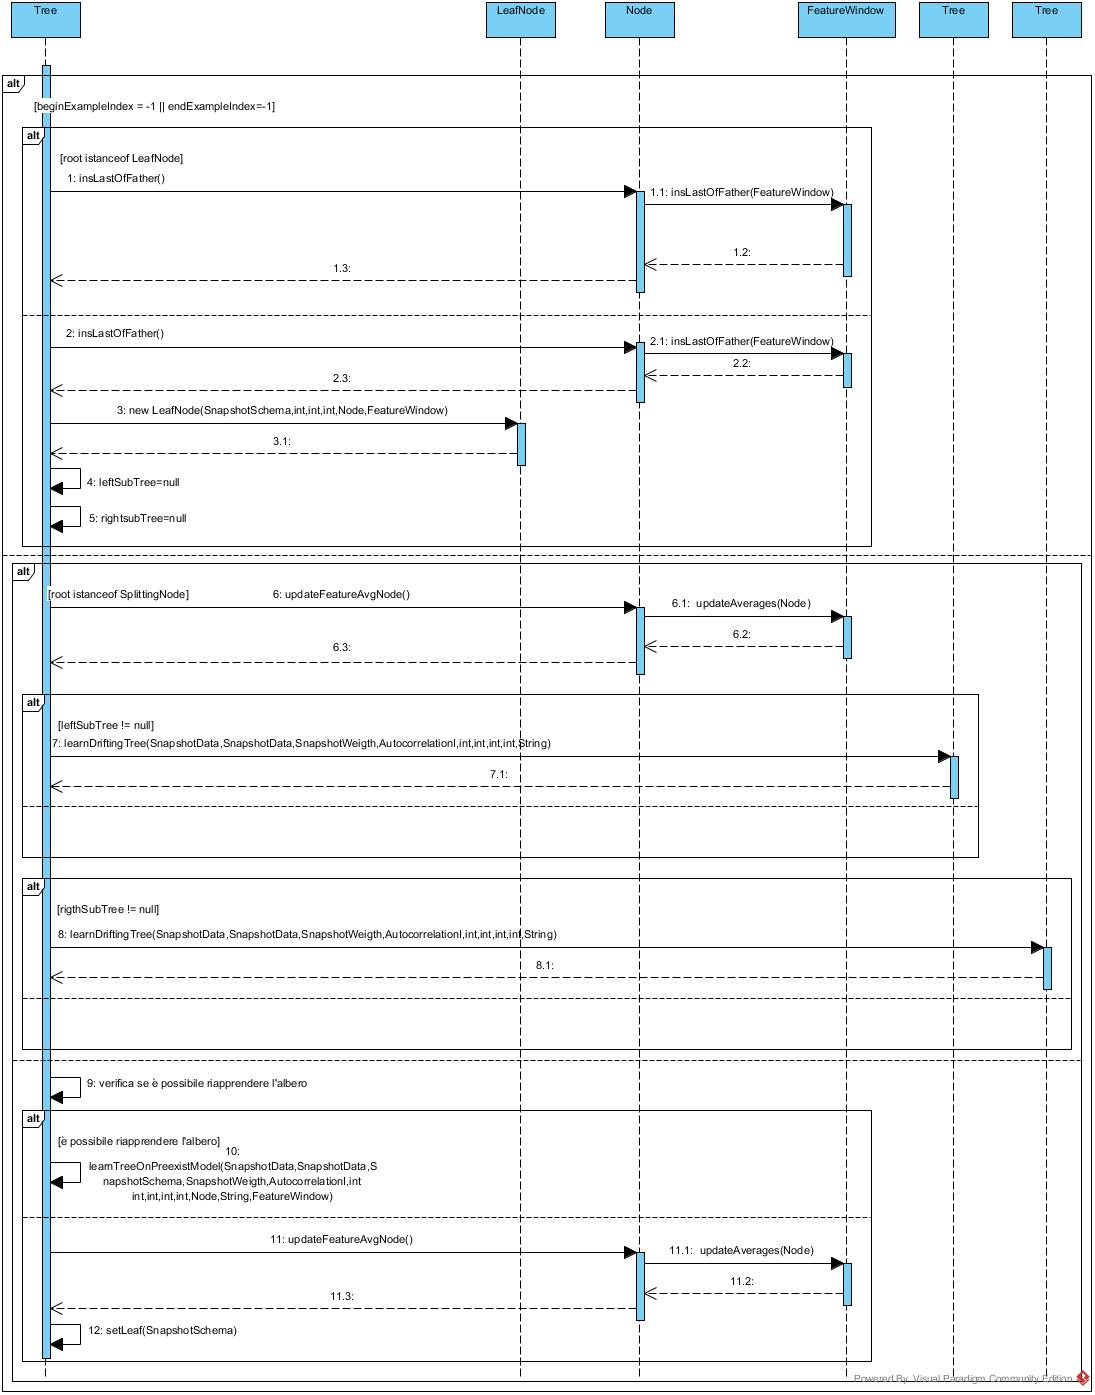 Tree
LeafNode
Node
FeatureWindow
Tree
Tree
alt
[beginExampleIndex = -1 || endExampleIndex=-1]
alt
[root istanceof LeafNode]
1: insLastOfFather()
1.1: insLastOfFather(FeatureWindow)
1.2:
1.3:
2: insLastOfFather()
2.1: insLastOfFather(FeatureWindow)
2.2:
2.3:
3: new LeafNode(SnapshotSchema,int,int,int,Node,FeatureWindow)
3.1:
4: leftSubTree=null
5: rightsubTree=null
alt
[root istanceof SplittingNode]
6: updateFeatureAvgNode()
6.1: updateAverages(Node)
6.2:
6.3:
alt
[leftSubTree != null]
7: learnDriftingTree(SnapshotData,SnapshotData,SnapshotWeigth,AutocorrelationI,int,int,int,int,String)
7.1:
alt
[rigthSubTree != null]
8: learnDriftingTree(SnapshotData,SnapshotData,SnapshotWeigth,AutocorrelationI,int,int,int,int,String)
8.1:
9: verifica se è possibile riapprendere l'albero
alt
[è possibile riapprendere l'albero]
10:
learnTreeOnPreexistModel(SnapshotData,SnapshotData,S
napshotSchema,SnapshotWeigth,AutocorrelationI,int
int,int,int,int,Node,String,FeatureWindow)
11: updateFeatureAvgNode()
11.1: updateAverages(Node)
11.2:
11.3:
12: setLeaf(SnapshotSchema)
Powered By Visual Paradigm Community Edition